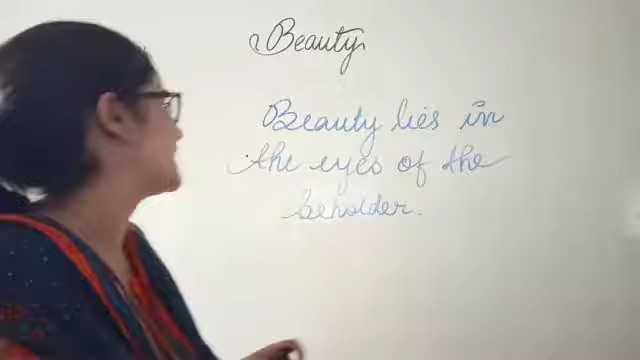 Beauty
Beauty lies in
the eyes of the
beholder.